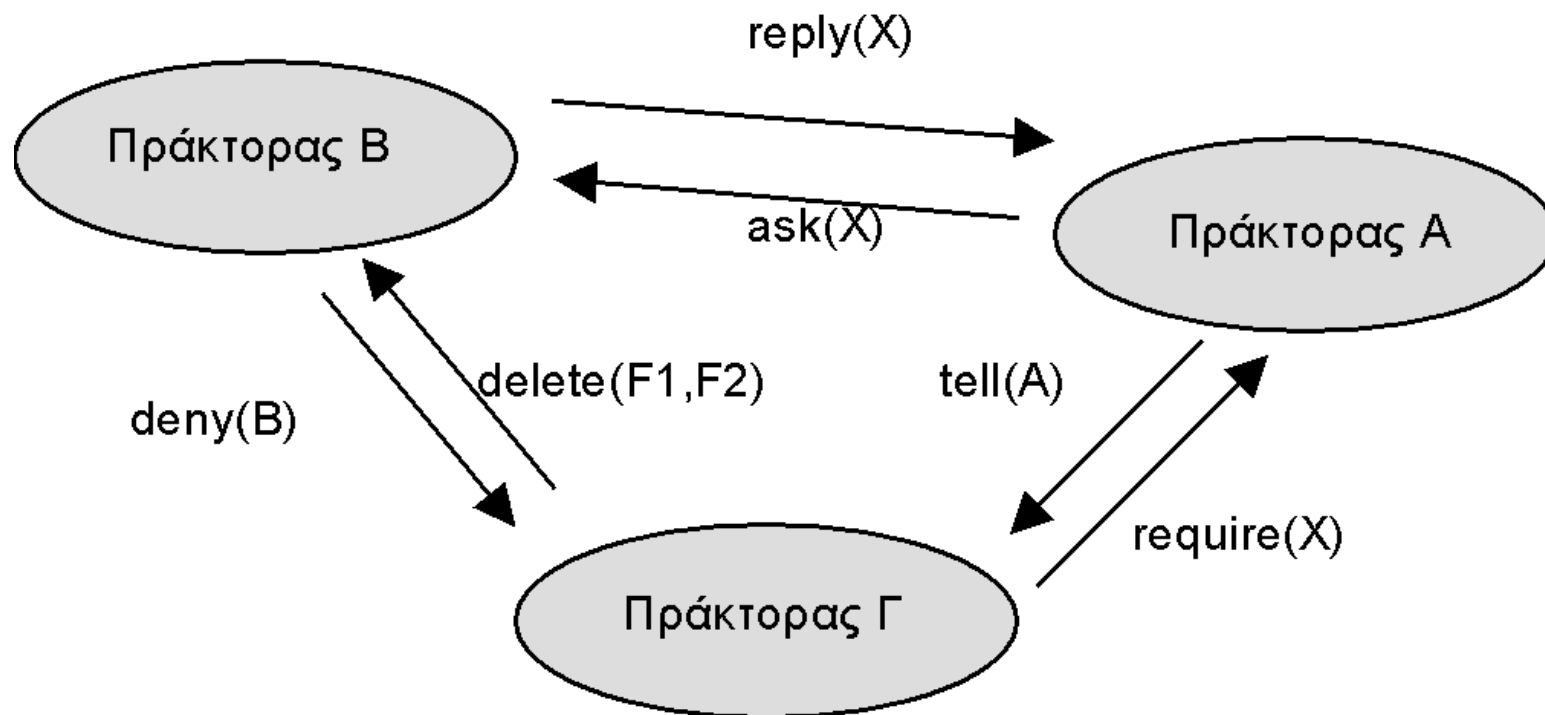 reply(X)
Πράκτορας Β
ask(X)
Πράκτορας Α
delete(F1,F2)
tell(A)
deny(B)
require(X)
Πράκτορας Γ